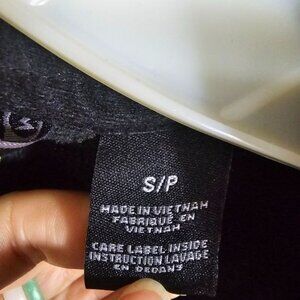 S/P
MADE IN VIETNAM
FABRIQUÉ EN
VIETNAM
CARE LABEL INSIDE
INSTRUCTION LAVAGE
EN DEDANS